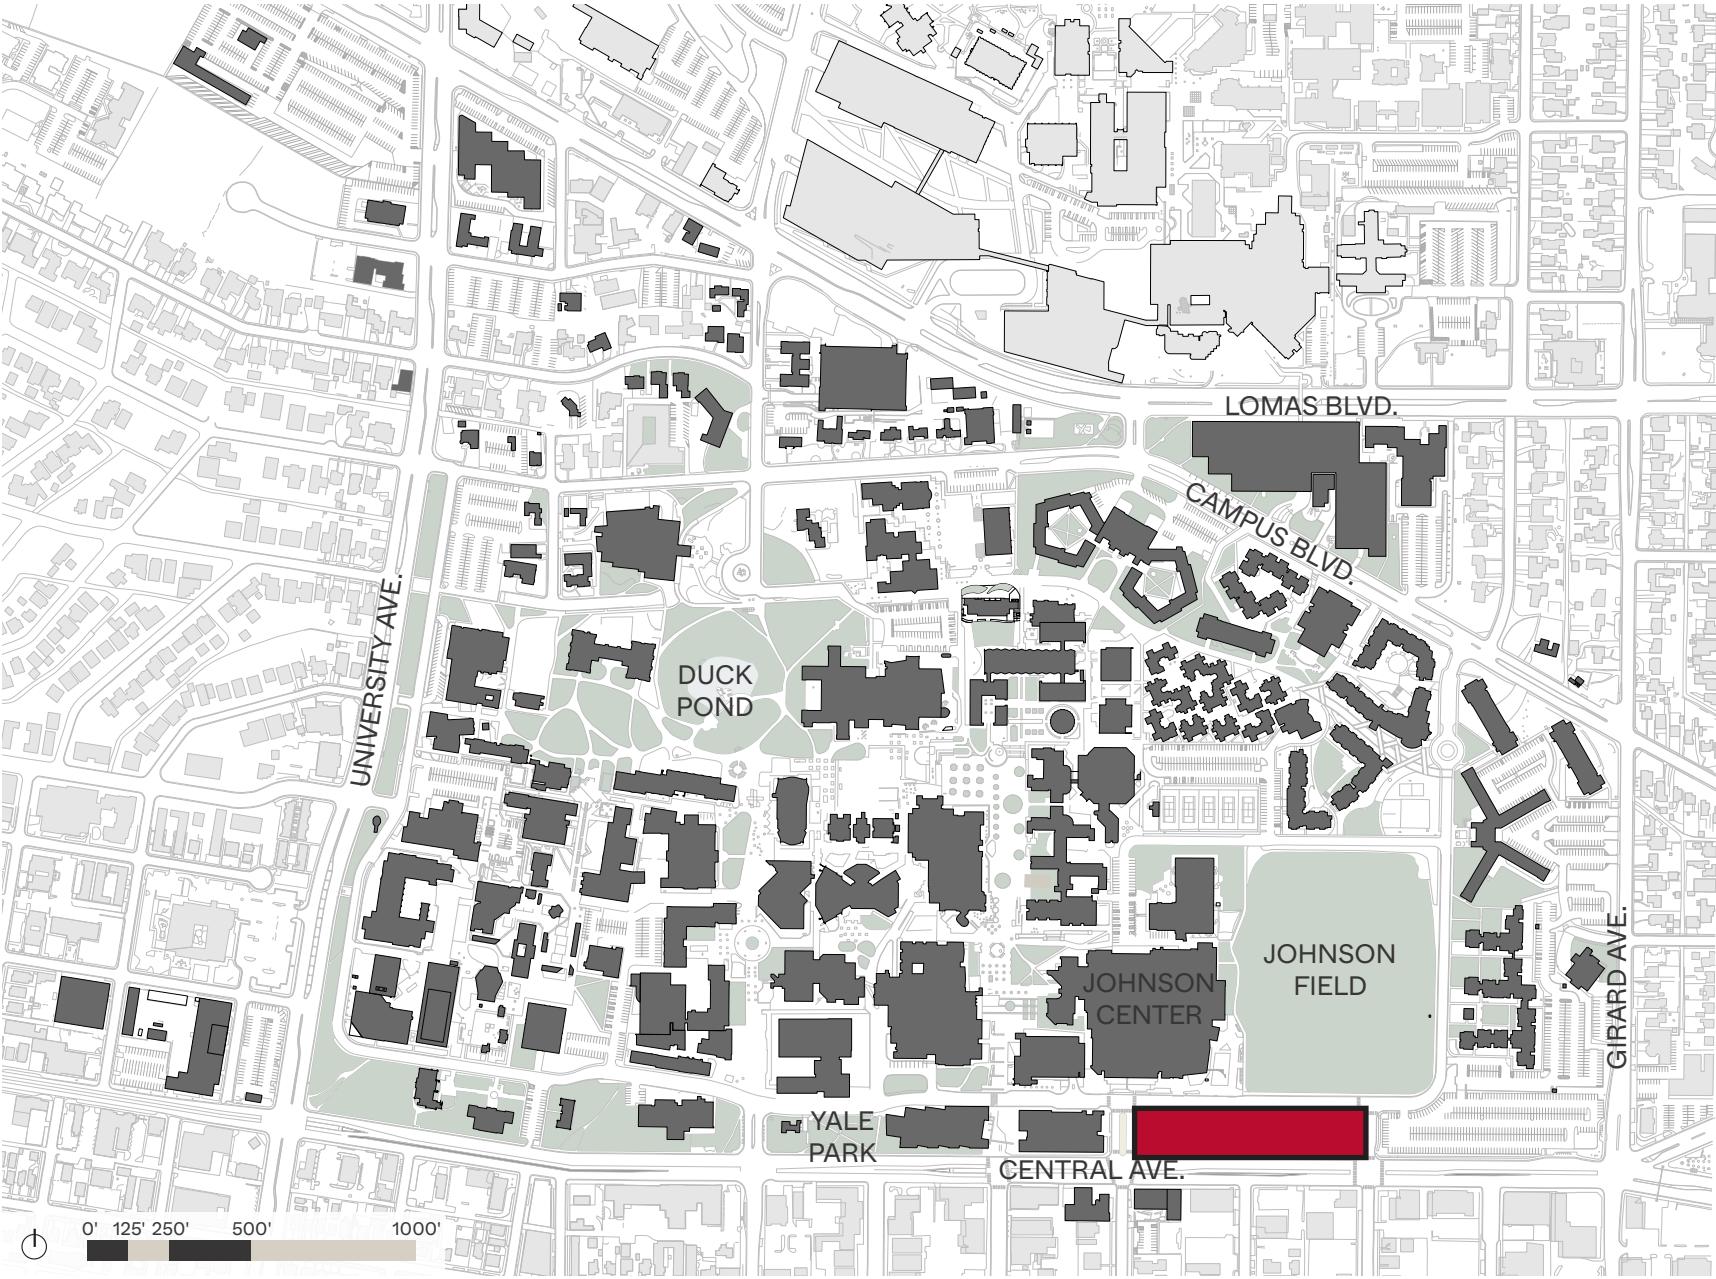 LOMAS BLVD.
CAMPUS BLVD.
UNIVERSITY AVE.
DUCK
POND
JOHNSON
FIELD
JOHNSON
CENTER
GIRARD AVE.
YALE
PARK
CENTRAL AVE.
0' 125' 250' 500' 1000'